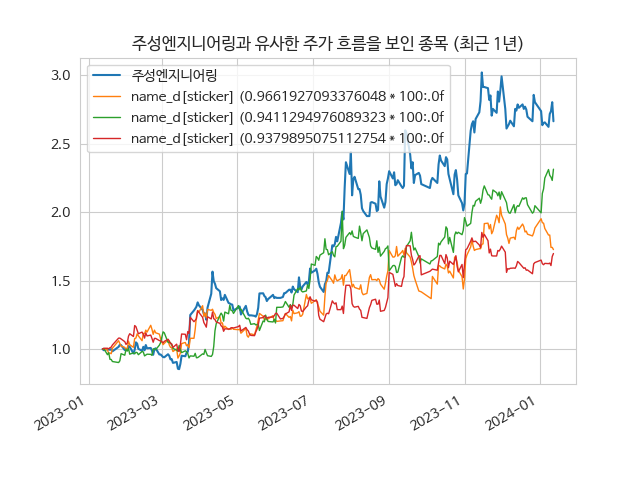 주성엔지니어링과 유사한 주가 흐름을 보인 종목 (최근 1년)
주성엔지니어링
name_d[sticker] (0.9661927093376048 * 100:.0f
name_d[sticker] (0.9411294976089323 * 100:.0f
name_d[sticker] (0.9379895075112754 * 100:.0f
3.0
2.5
2.0
1.5
1.0
2023-01
2023-03
2023-05
2023-07
2023-09
2023-11
2024-01